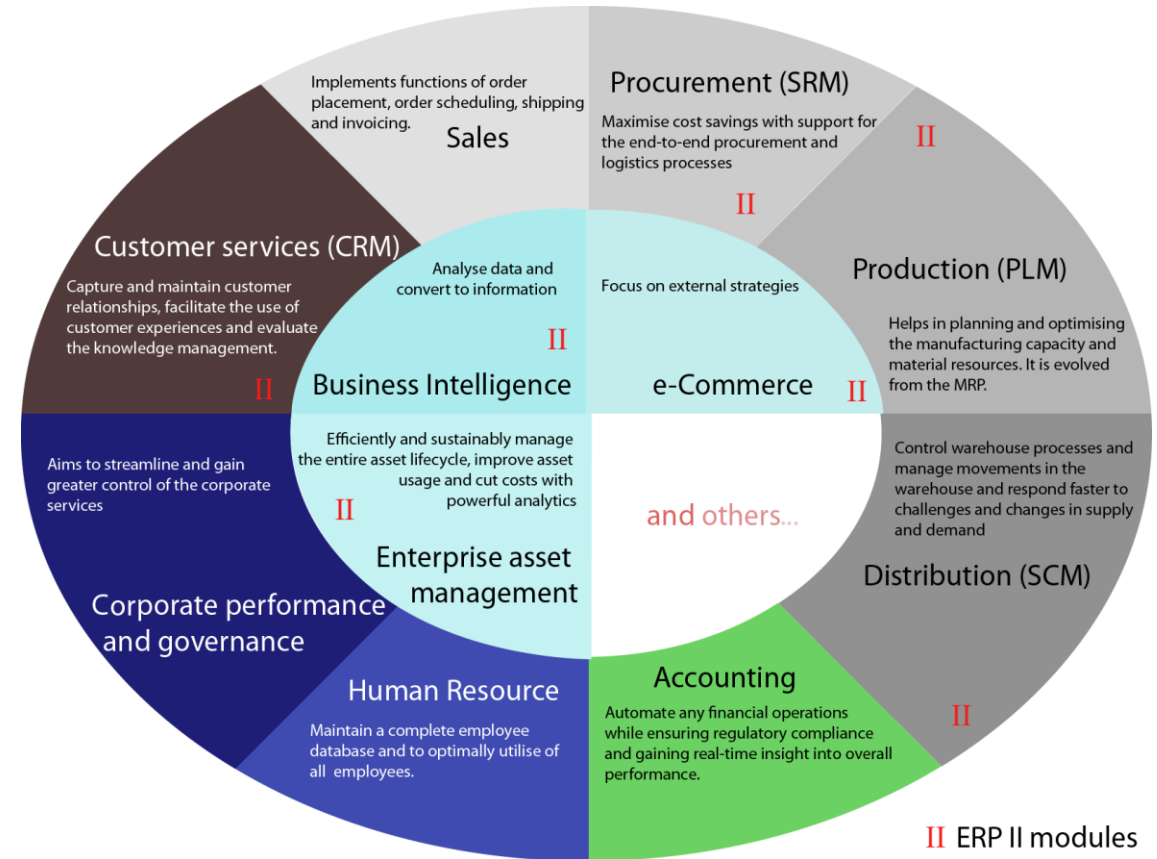 Implements functions of order
placement, order scheduling, shipping
and invoicing.
Sales
Procurement (SRM)
Maximise cost savings with support for
the end-to-end procurement and
logistics processes
II
II
Production (PLM)
Helps in planning and optimising
the manufacturing capacity and
material resources. It is evolved
from the MRP.
Customer services (CRM)
Capture and maintain customer
relationships, facilitate the use of
customer experiences and evaluate
the knowledge management.
II
Analyse data and
convert to information
II
Business Intelligence
Focus on external strategies
e-Commerce
II
Aims to streamline and gain
greater control of the corporate
services
Corporate performance
and governance
Efficiently and sustainably manage
the entire asset lifecycle, improve asset
usage and cut costs with
powerful analytics
II
Enterprise asset
management
and others...
Control warehouse processes and
manage movements in the
warehouse and respond faster to
challenges and changes in supply
and demand
Distribution (SCM)
II
Human Resource
Maintain a complete employee
database and to optimally utilise of
all employees.
Accounting
Automate any financial operations
while ensuring regulatory compliance
and gaining real-time insight into overall
performance.
II ERP II modules